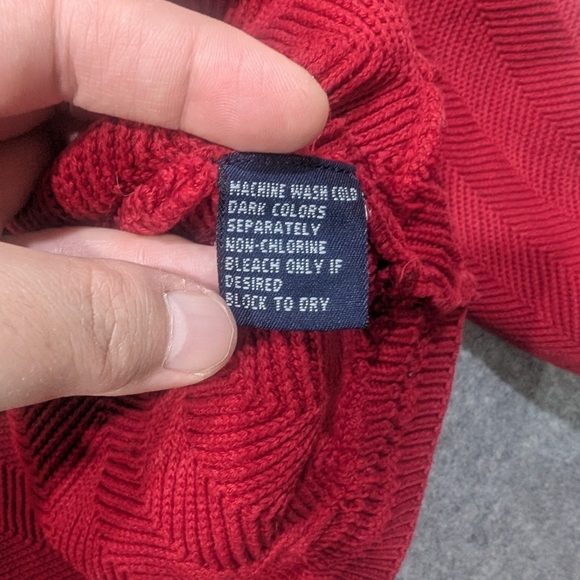 MACHINE WASH COLD
DARK COLORS
SEPARATELY
NON-CHLORINE
BLEACH ONLY IF
DESIRED
BLOCK TO DRY